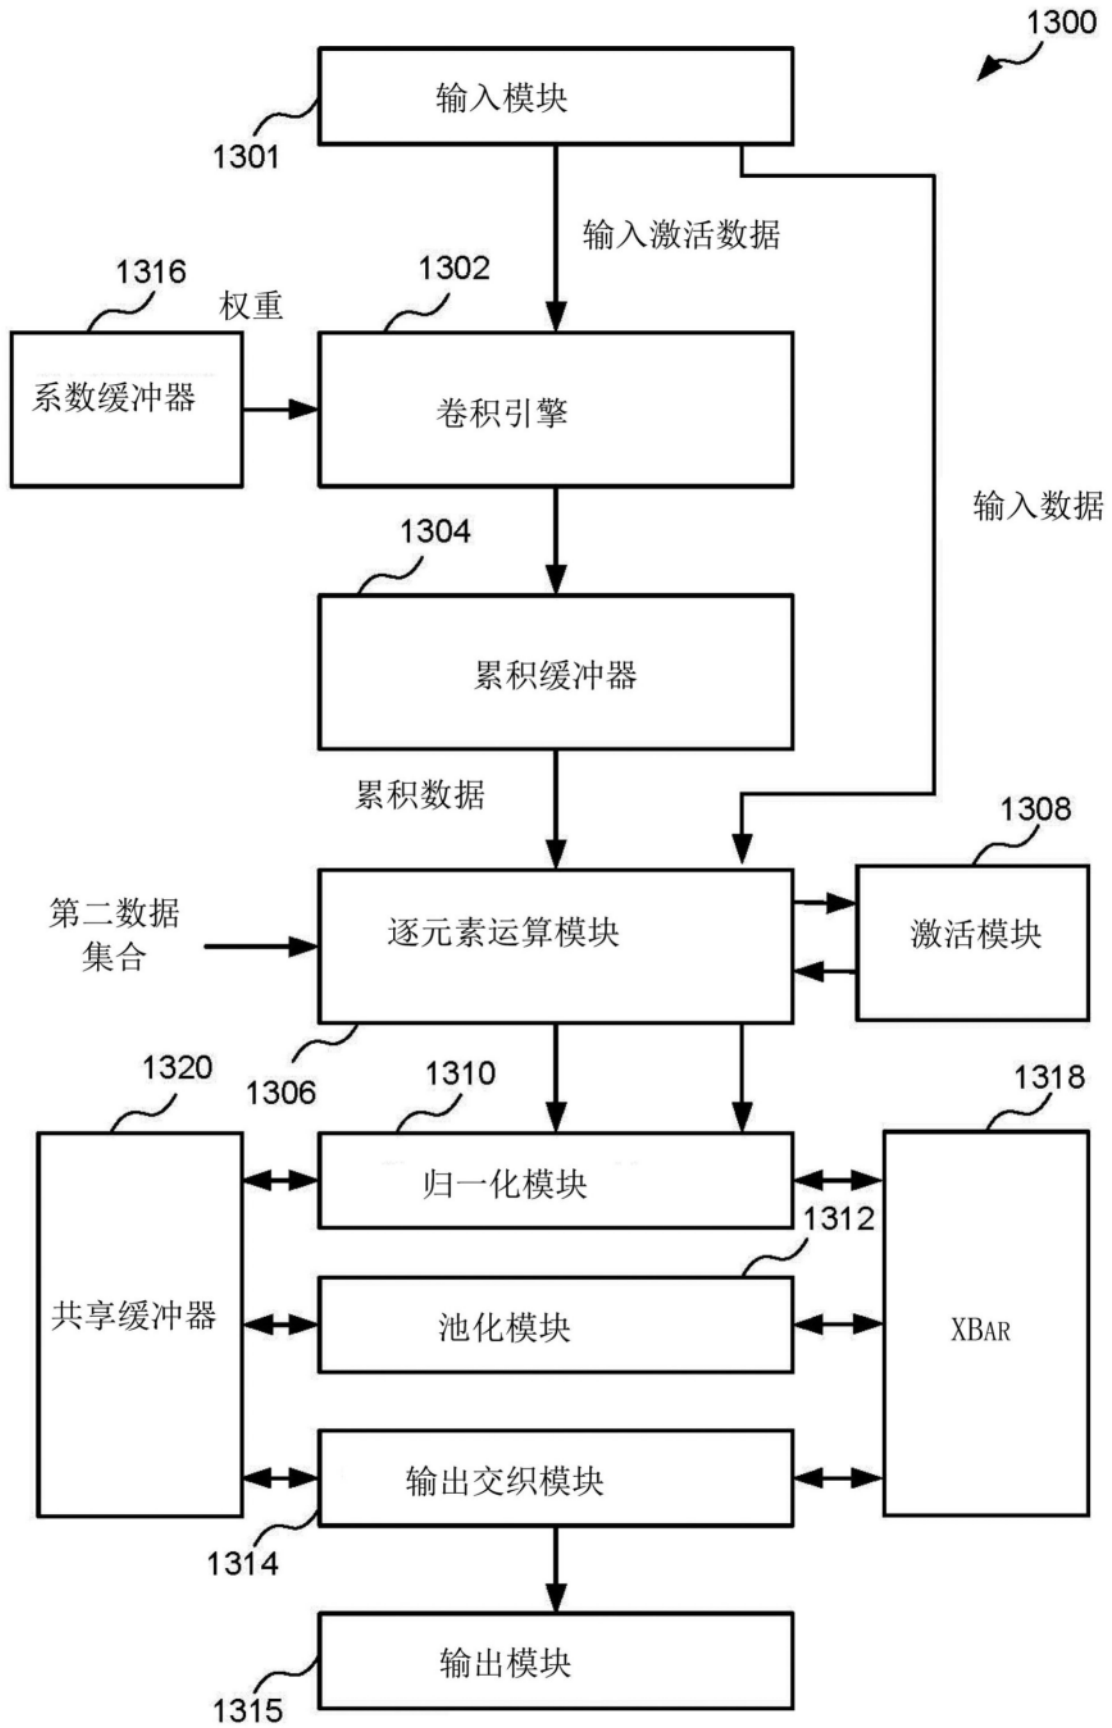 1300
输入模块
1301
输入激活数据
1316
权重
1302
系数缓冲器
卷积引擎
输入数据
1304
累积缓冲器
累积数据
1308
第二数据
集合
逐元素运算模块
激活模块
1306
1320
1310
1318
归一化模块
1312
共享缓冲器
池化模块
XBAR
输出交织模块
1314
输出模块
1315